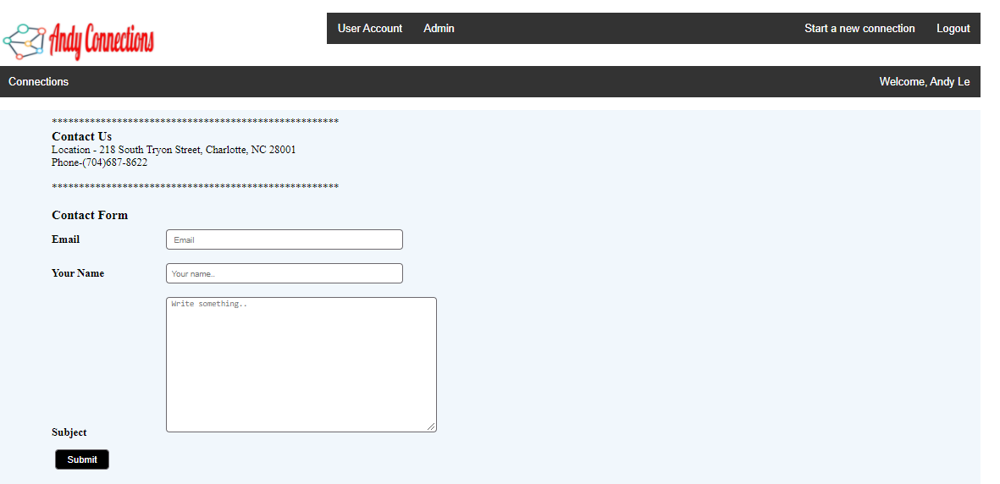 Andy Connections
User Account Admin Start a new connection Logout
Connections Welcome, Andy Le
*****************************************************
Contact Us
Location - 218 South Tryon Street, Charlotte, NC 28001
Phone-(704)687-8622
*****************************************************
Contact Form
Email Email
Your Name Your name..
Write something..
Subject
Submit